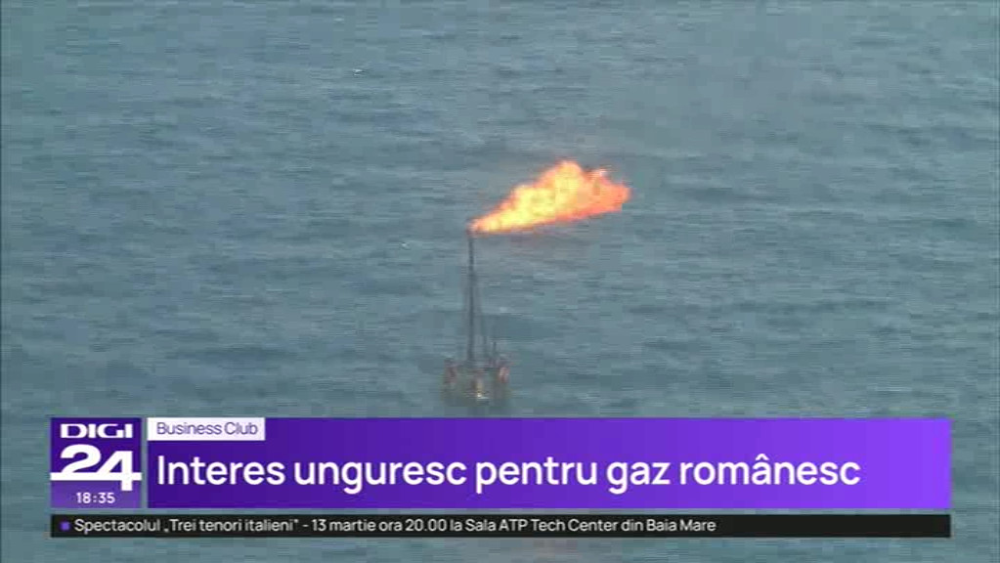 DIGI
24
18:35
Business Club
Interes unguresc pentru gaz românesc
Spectacolul „Trei tenori italieni” - 13 martie ora 20.00 la Sala ATP Tech Center din Baia Mare